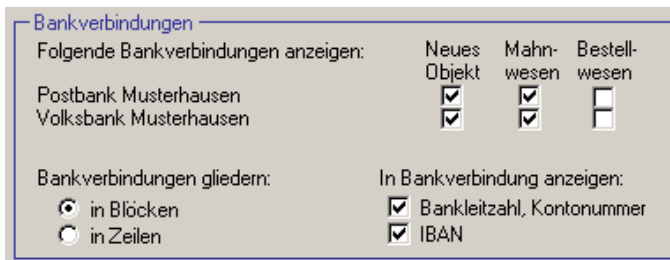 Bankverbindungen
Folgende Bankverbindungen anzeigen: Neues Mahn- Bestell-
Objekt wesen wesen
Postbank Musterhausen
Volksbank Musterhausen
Bankverbindungen gliedern: In Bankverbindung anzeigen:
in Blöcken Bankleitzahl, Kontonummer
in Zeilen IBAN